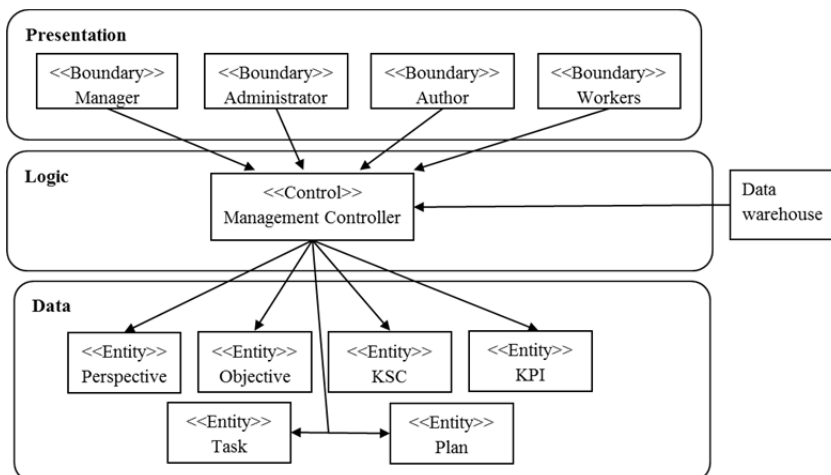 Presentation
<<Boundary>>
Manager
<<Boundary>>
Administrator
<<Boundary>>
Author
<<Boundary>>
Workers
Logic
<<Control>>
Management Controller
Data
warehouse
Data
<<Entity>>
Perspective
<<Entity>>
Objective
<<Entity>>
KSC
<<Entity>>
KPI
<<Entity>>
Task
<<Entity>>
Plan